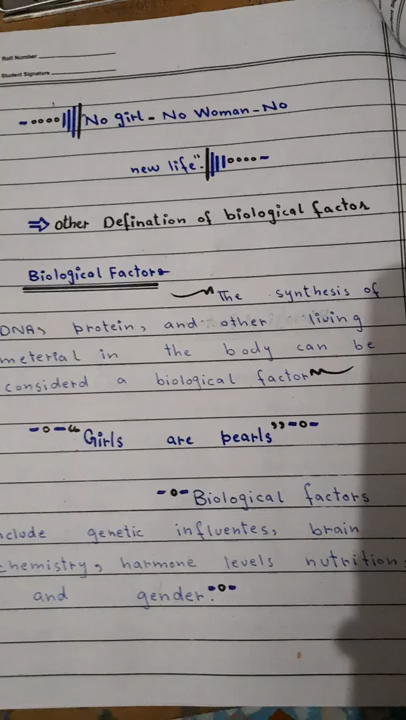 Roll Number
Student Signature
No girl - No Woman - No
new life".
⇒ other Defination of biological factor
Biological Factor
The synthesis of
DNA, protein, and other living
meterial in the body can be
considerd a biological factor
"Girls are pearls"
Biological factors
nclude genetic influentes, brain
chemistry, harmone levels nutrition,
and gender.